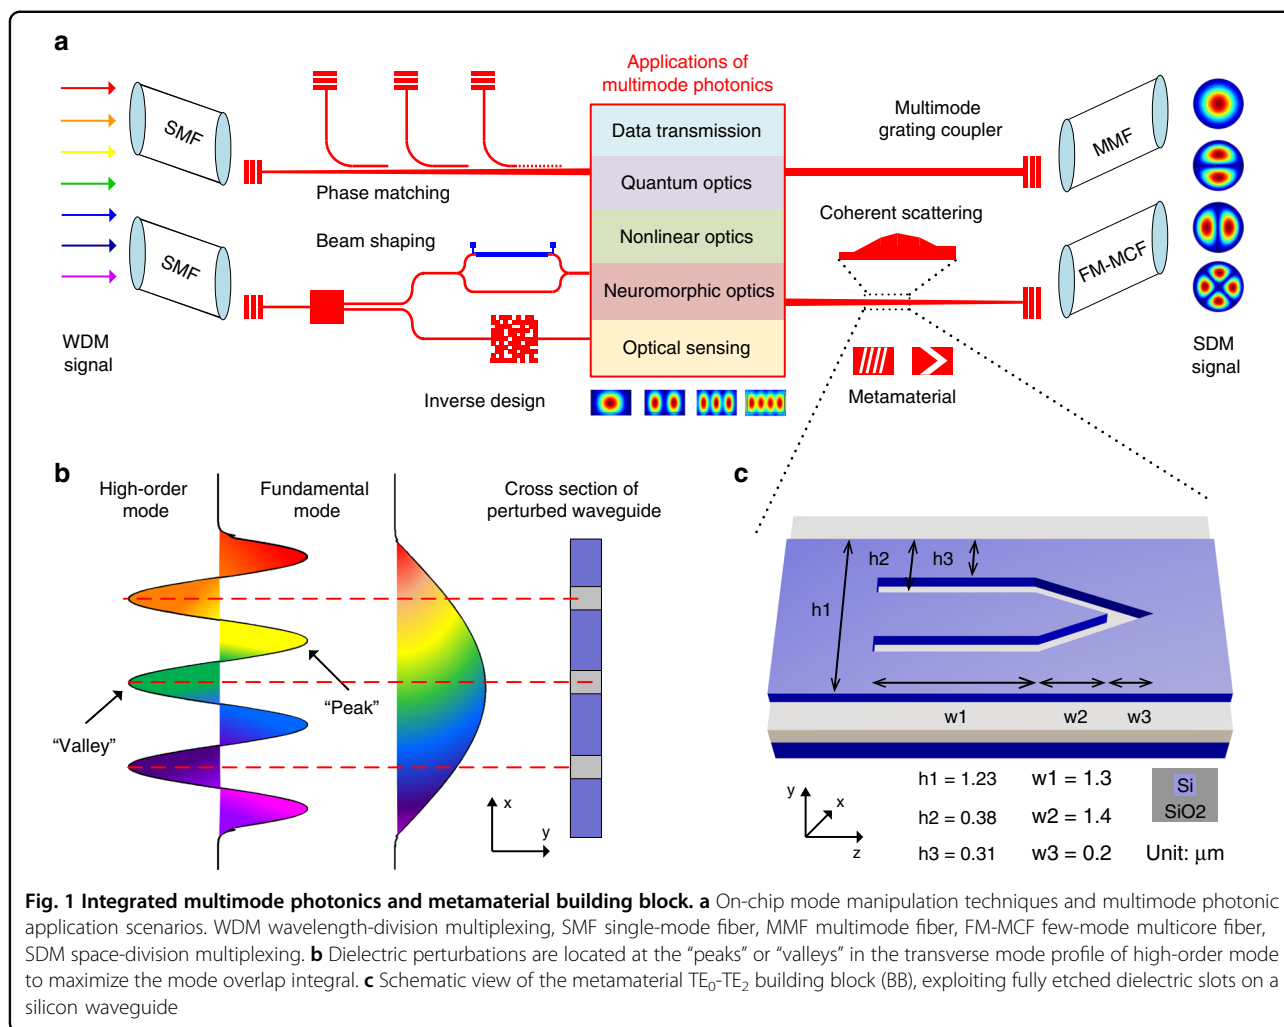 a
Applications of
multimode photonics
SMF
Phase matching
Data transmission
Quantum optics
Nonlinear optics
Neuromorphic optics
Optical sensing
Multimode
grating coupler
MMF
Beam shaping
Coherent scattering
SMF
FM-MCF
WDM
signal
SDM
signal
Inverse design
Metamaterial
b
High-order
mode
Fundamental
mode
Cross section of
perturbed waveguide
"Peak"
"Valley"
x
y
c
h2
h3
h1
w1
w2
w3
y
x
z
h1 = 1.23
w1 = 1.3
h2 = 0.38
w2 = 1.4
h3 = 0.31
w3 = 0.2
Si
SiO2
Unit: μm
Fig. 1 Integrated multimode photonics and metamaterial building block. a On-chip mode manipulation techniques and multimode photonic
application scenarios. WDM wavelength-division multiplexing, SMF single-mode fiber, MMF multimode fiber, FM-MCF few-mode multicore fiber,
SDM space-division multiplexing. b Dielectric perturbations are located at the "peaks" or "valleys" in the transverse mode profile of high-order mode
to maximize the mode overlap integral. c Schematic view of the metamaterial TE₀-TE₂ building block (BB), exploiting fully etched dielectric slots on a
silicon waveguide